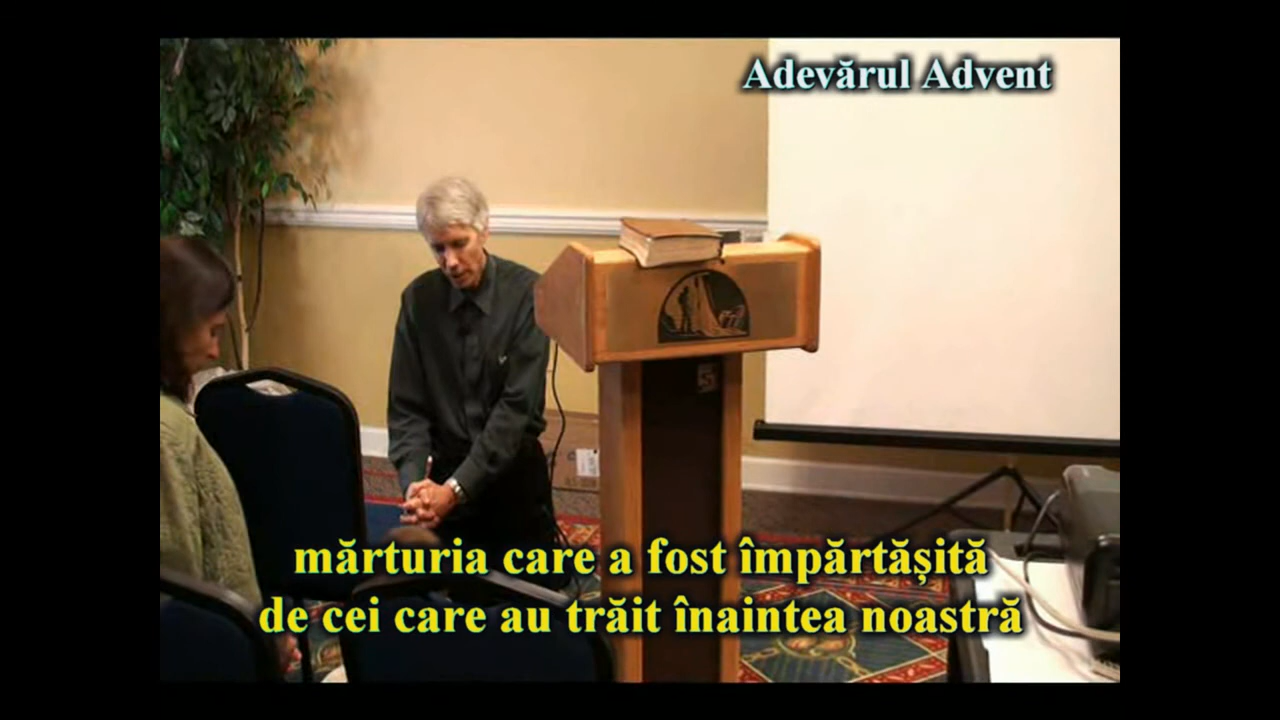 Adevărul Advent
mărturia care a fost împărtășită
de cei care au trăit înaintea noastră